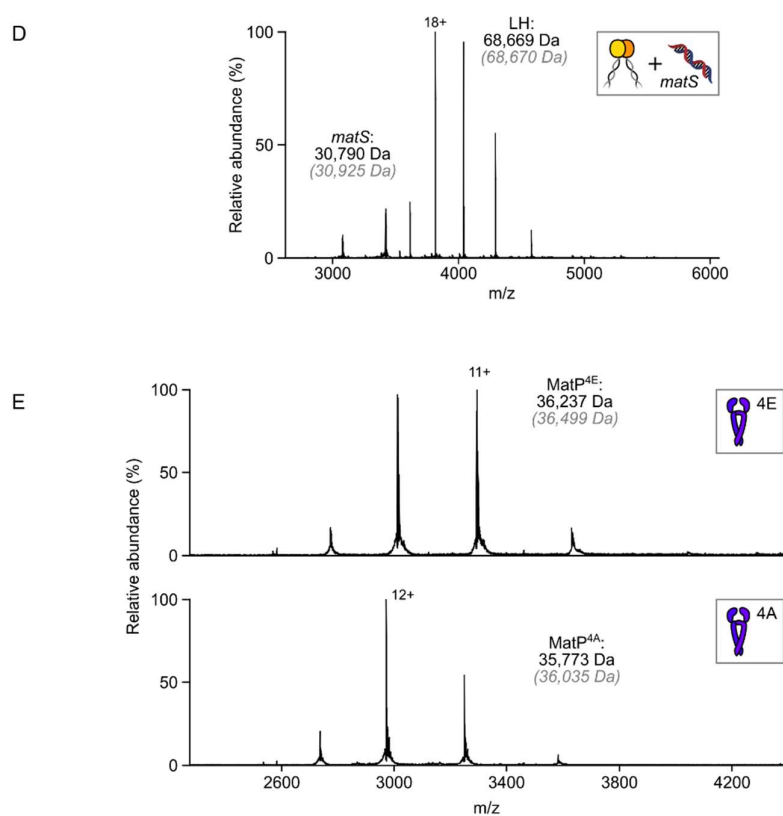 D
100
50
0
Relative abundance (%)
18+
LH:
68,669 Da
(68,670 Da)
matS:
30,790 Da
(30,925 Da)
+
matS
3000 4000 5000 6000
m/z
E
100
50
0
11+
MatP4E:
36,237 Da
(36,499 Da)
4E
Relative abundance (%)
100
50
0
12+
MatP4A:
35,773 Da
(36,035 Da)
4A
2600 3000 3400 3800 4200
m/z